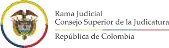 Rama Judicial
Consejo Superior de la Judicatura
República de Colombia